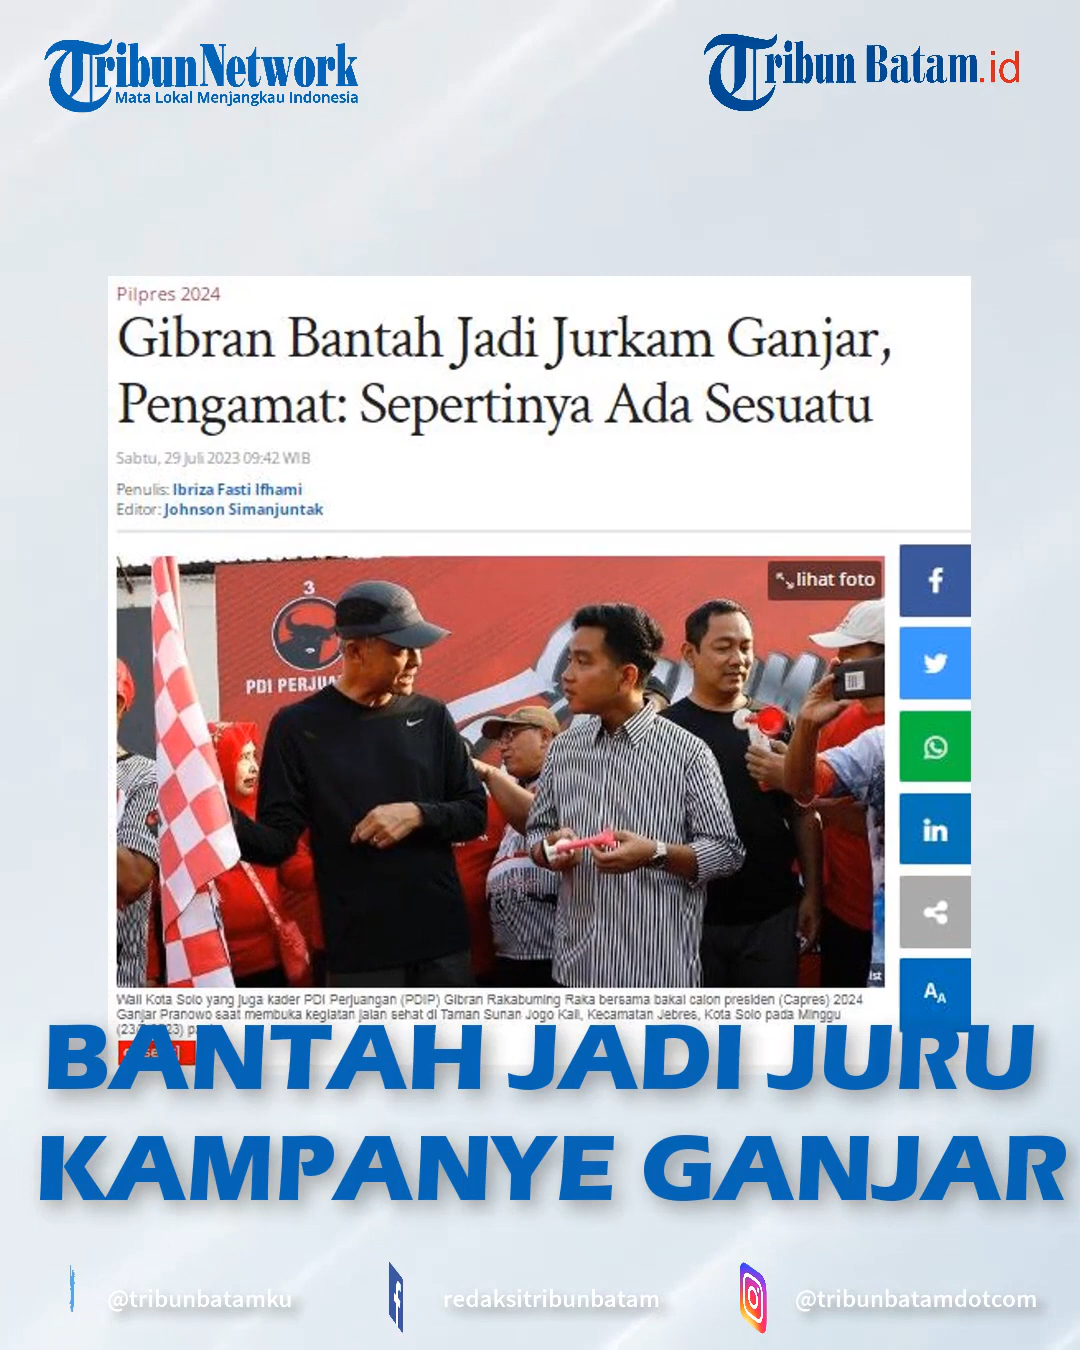 Tribun Network
Mata Lokal Menjangkau Indonesia
Tribun Batam.id
Pilpres 2024
Gibran Bantah Jadi Jurkam Ganjar,
Pengamat: Sepertinya Ada Sesuatu
Sabtu, 29 Juli 2023 09:42 WIB
Penulis: Ibriza Fasti Ifhami
Editor: Johnson Simanjuntak
lihat foto
3
PDI PERJUA
ist
Wali Kota Solo yang juga kader PDI Perjuangan (PDIP) Gibran Rakabuming Raka bersama bakal calon presiden (Capres) 2024
Ganjar Pranowo saat membuka kegiatan jalan sehat di Taman Sunan Jogo Kali, Kecamatan Jebres, Kota Solo pada Minggu
BANTAH JADI JURU
KAMPANYE GANJAR
@tribunbatamku
redaksitribunbatam
@tribunbatamdotcom